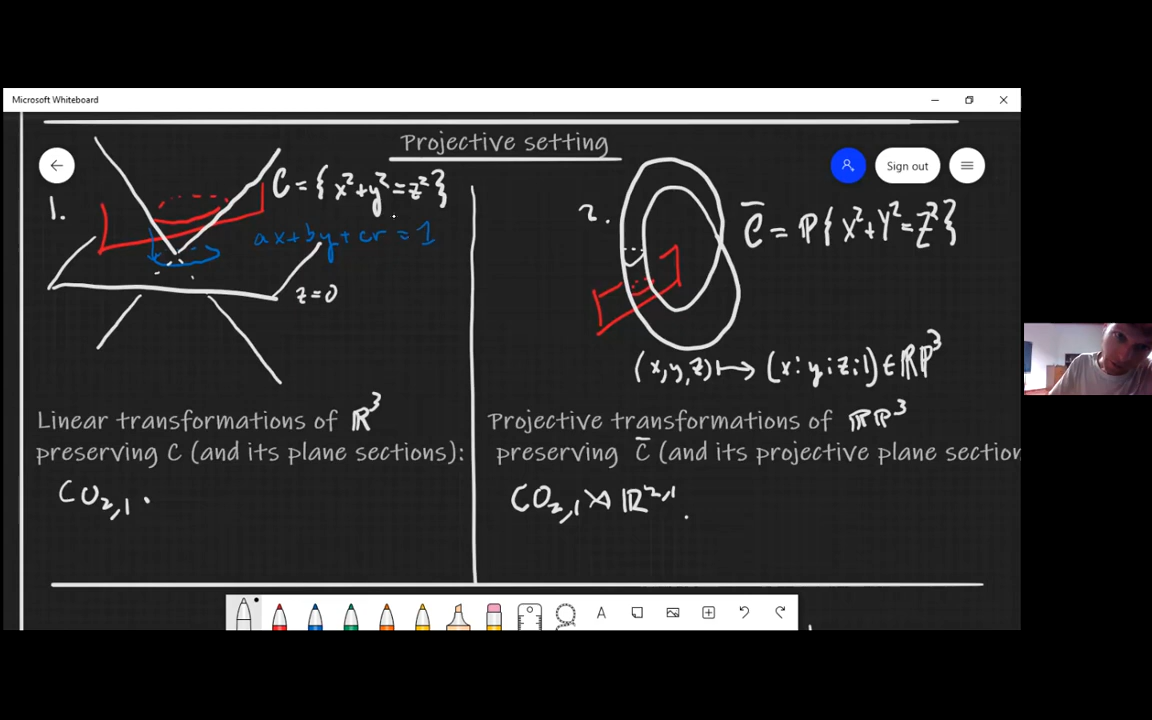 Microsoft Whiteboard
Projective setting
Sign out
1.
C = { x² + y² = z² }
ax + by + cr = 1
z = 0
Linear transformations of ℝ³
preserving C (and its plane sections):
CO₂,₁ .
2.
C̄ = ℙ{ X² + Y² = Z² }
(x, y, z) ↦ (x : y : z : 1) ∈ ℝℙ³
Projective transformations of ℝℙ³
preserving C̄ (and its projective plane section
CO₂,₁ ⋊ ℝ²,¹ .
A